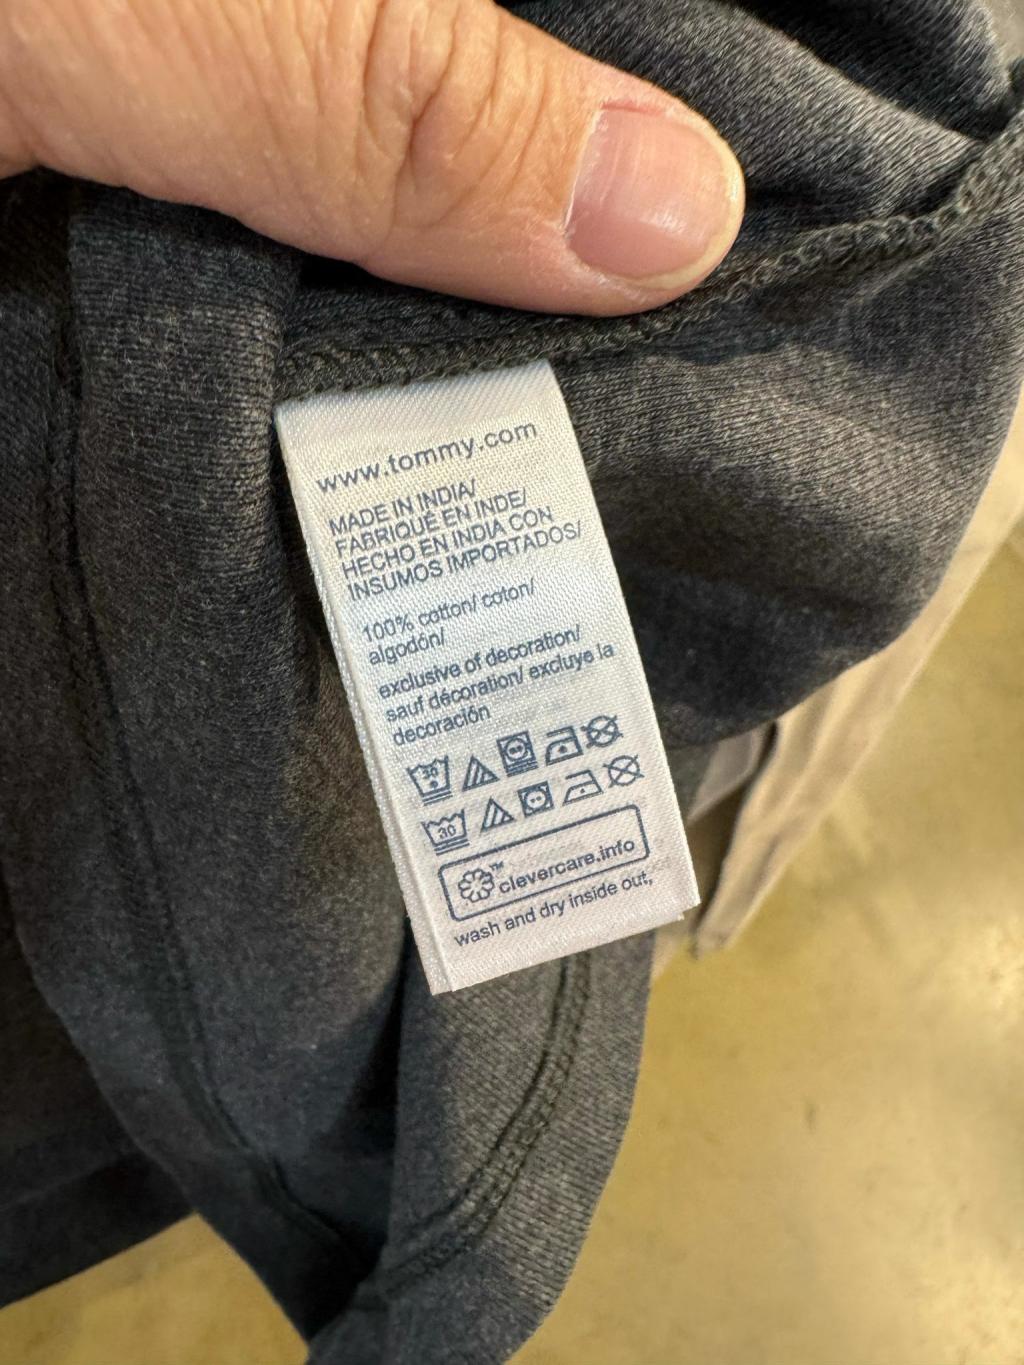 www.tommy.com
MADE IN INDIA/
FABRIQUÉ EN INDE/
HECHO EN INDIA CON
INSUMOS IMPORTADOS/
100% cotton/ coton/
algodón/
exclusive of decoration/
sauf décoration/ excluye la
decoración
30
30
clevercare.info™
wash and dry inside out,